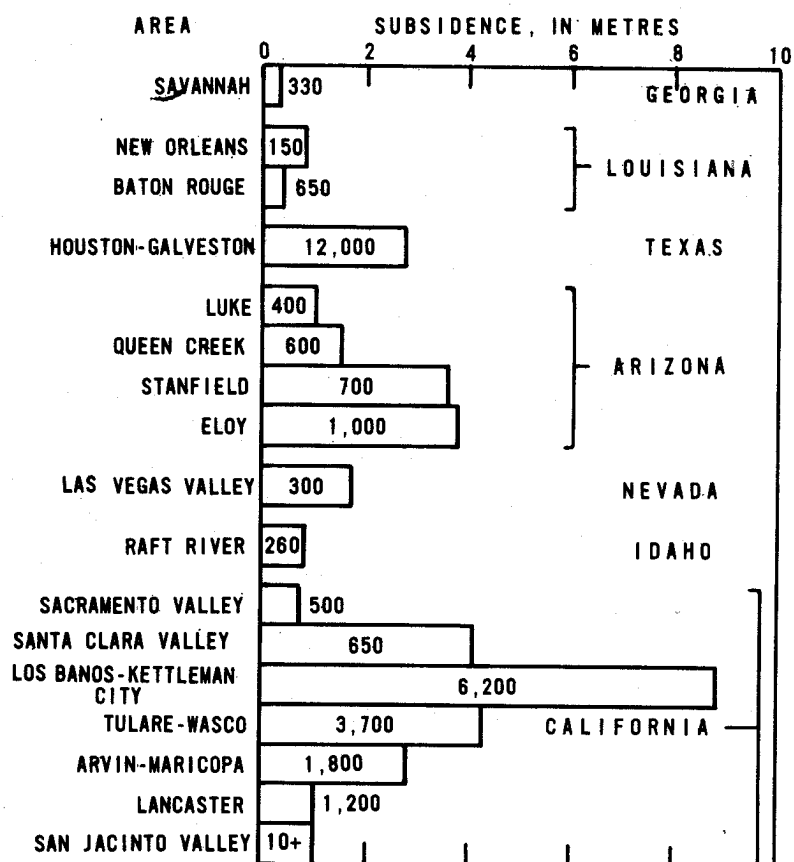 AREA SUBSIDENCE, IN METRES
0 2 4 6 8 10
SAVANNAH 330 GEORGIA
NEW ORLEANS 150
LOUISIANA
BATON ROUGE 650
HOUSTON-GALVESTON 12,000 TEXAS
LUKE 400
QUEEN CREEK 600
ARIZONA
STANFIELD 700
ELOY 1,000
LAS VEGAS VALLEY 300 NEVADA
RAFT RIVER 260 IDAHO
SACRAMENTO VALLEY 500
SANTA CLARA VALLEY 650
LOS BANOS-KETTLEMAN
CITY 6,200
TULARE-WASCO 3,700 CALIFORNIA
ARVIN-MARICOPA 1,800
LANCASTER 1,200
SAN JACINTO VALLEY 10+